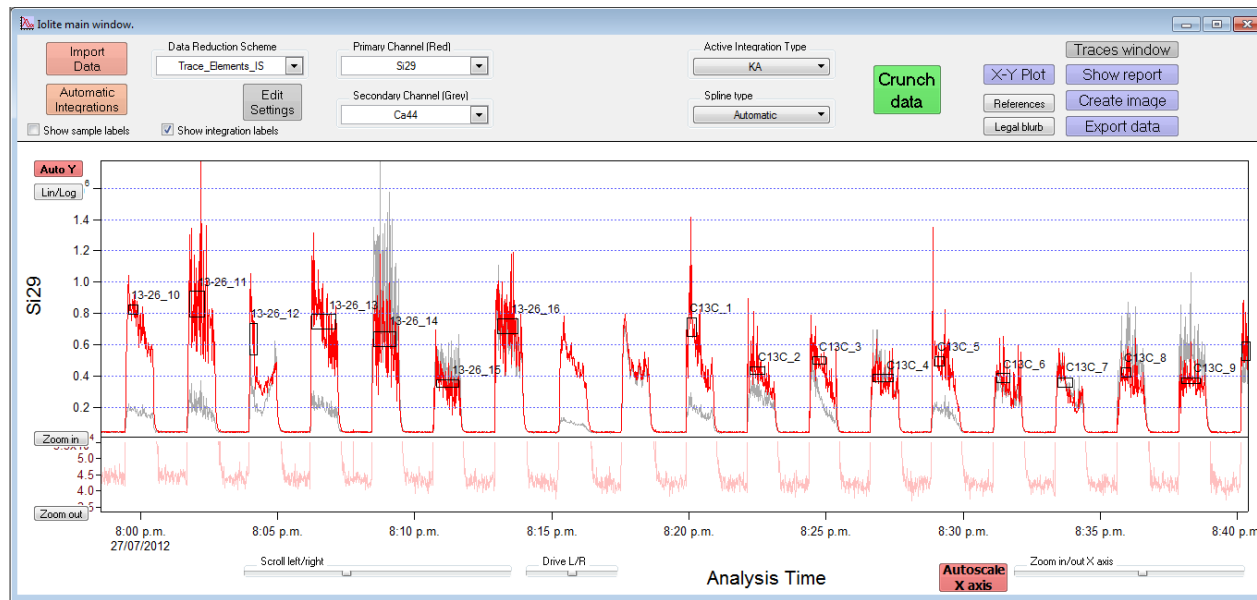 Iolite main window.
Import
Data
Automatic
Integrations
Show sample labels
Data Reduction Scheme
Trace_Elements_IS
Edit
Settings
Show integration labels
Primary Channel (Red)
Si29
Secondary Channel (Grey)
Ca44
Active Integration Type
KA
Spline type
Automatic
Crunch
data
X-Y Plot
References
Legal blurb
Traces window
Show report
Create image
Export data
Auto Y
Lin/Log
6
1.4
1.2
1.0
0.8
0.6
0.4
0.2
Si29
13-26_10
13-26_11
13-26_12
13-26_13
13-26_14
13-26_15
13-26_16
C13C_1
C13C_2
C13C_3
C13C_4
C13C_5
C13C_6
C13C_7
C13C_8
C13C_9
Zoom in
4
5.0
4.5
4.0
Zoom out
8:00 p.m. 8:05 p.m. 8:10 p.m. 8:15 p.m. 8:20 p.m. 8:25 p.m. 8:30 p.m. 8:35 p.m. 8:40 p.m.
27/07/2012
Scroll left/right
Drive L/R
Analysis Time
Autoscale
X axis
Zoom in/out X axis